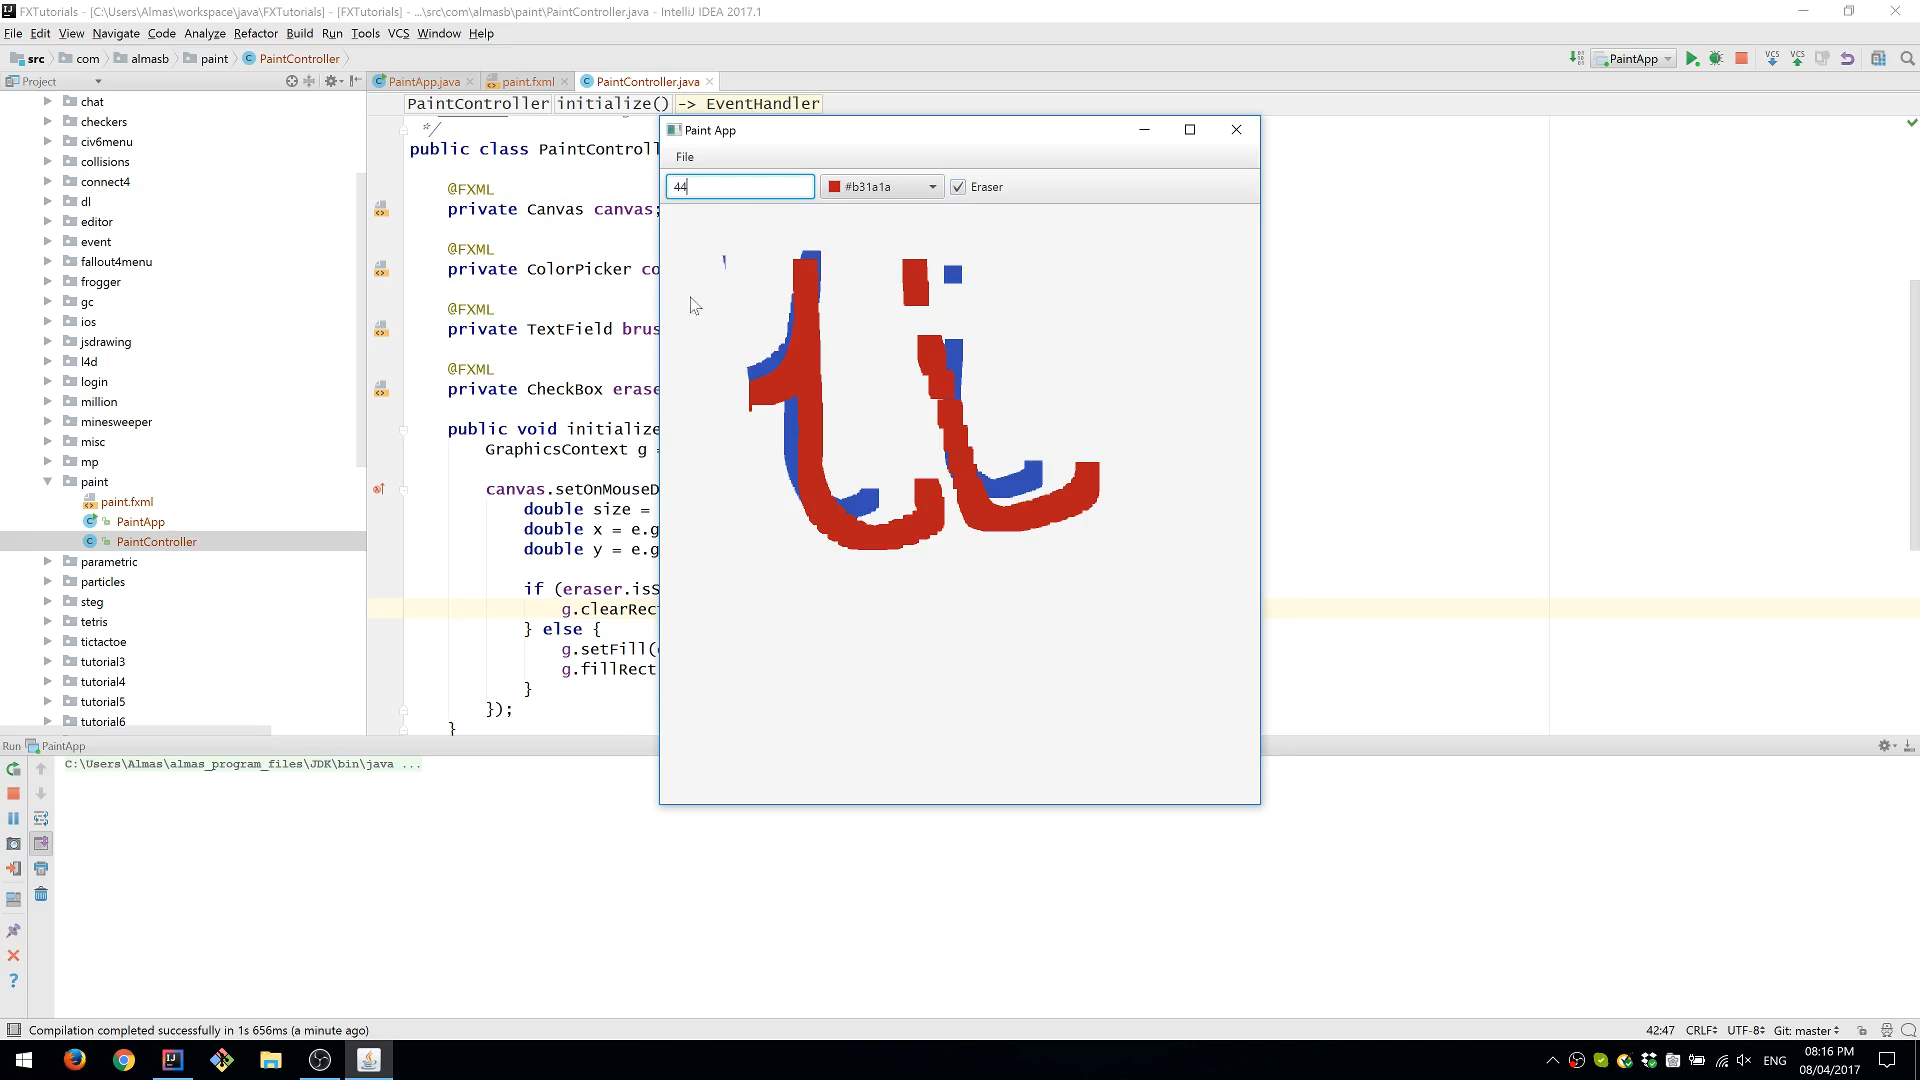 FXTutorials - [C:\Users\Almas\workspace\java\FXTutorials] - [FXTutorials] - ...\src\com\almasb\paint\PaintController.java - IntelliJ IDEA 2017.1
File Edit View Navigate Code Analyze Refactor Build Run Tools VCS Window Help
src com almasb paint PaintController
PaintApp
VCS VCS
Project
PaintApp.java paint.fxml PaintController.java
PaintController initialize() -> EventHandler
chat
checkers
civ6menu
collisions
connect4
dl
editor
event
fallout4menu
frogger
gc
ios
jsdrawing
l4d
login
million
minesweeper
misc
mp
paint
paint.fxml
PaintApp
PaintController
parametric
particles
steg
tetris
tictactoe
tutorial3
tutorial4
tutorial5
tutorial6
*/
public class PaintControll
@FXML
private Canvas canvas;
@FXML
private ColorPicker co
@FXML
private TextField brus
@FXML
private CheckBox erase
public void initialize
GraphicsContext g =
canvas.setOnMouseD
double size =
double x = e.g
double y = e.g
if (eraser.isS
g.clearRect
} else {
g.setFill(
g.fillRect
}
});
}
Paint App
File
44 #b31a1a Eraser
Run PaintApp
C:\Users\Almas\almas_program_files\JDK\bin\java ...
Compilation completed successfully in 1s 656ms (a minute ago)
42:47 CRLF UTF-8 Git: master
ENG
08:16 PM
08/04/2017